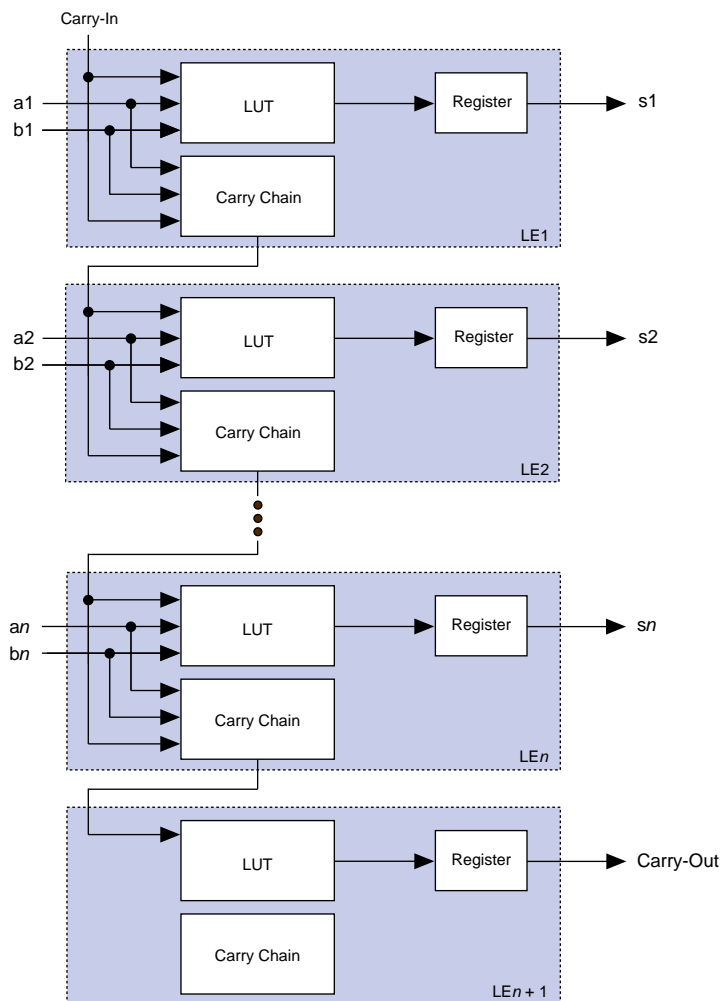 Carry-In
a1
b1
LUT
Register
s1
Carry Chain
LE1
a2
b2
LUT
Register
s2
Carry Chain
LE2
an
bn
LUT
Register
sn
Carry Chain
LEn
LUT
Register
Carry-Out
Carry Chain
LEn + 1